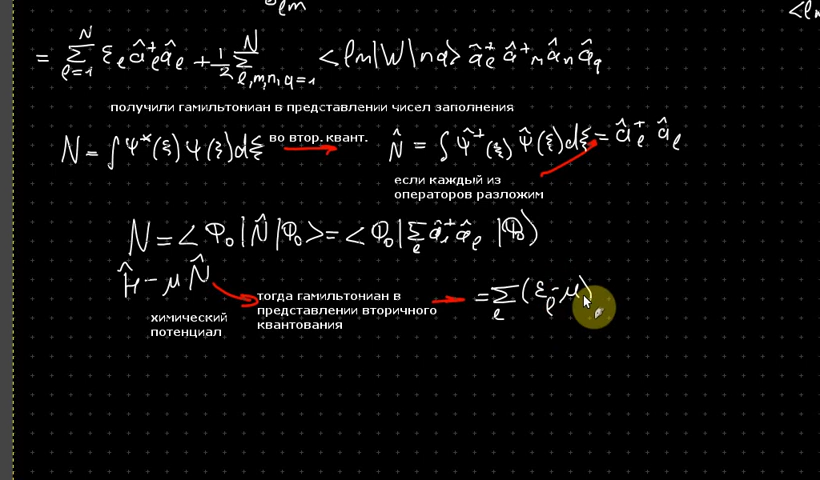 lm <lm
= Σ_{ℓ=1}^{N} ε_ℓ â⁺_ℓ â_ℓ + 1/2 Σ_{ℓ,m,n,q=1}^{N} <ℓm|W|nq> â⁺_ℓ â⁺_m â_n â_q
получили гамильтониан в представлении чисел заполнения
N = ∫ψ*(ξ) ψ(ξ)dξ во втор. квант. N̂ = ∫ ψ̂⁺(ξ) ψ̂(ξ)dξ = â⁺_ℓ â_ℓ
если каждый из
операторов разложим
N = <Φ₀|N̂|Φ₀> = <Φ₀|Σ_ℓ â⁺_ℓ â_ℓ|Φ₀>
Ĥ - μN̂
тогда гамильтониан в
представлении вторичного
квантования
= Σ_ℓ (ε_ℓ - μ)
химический
потенциал